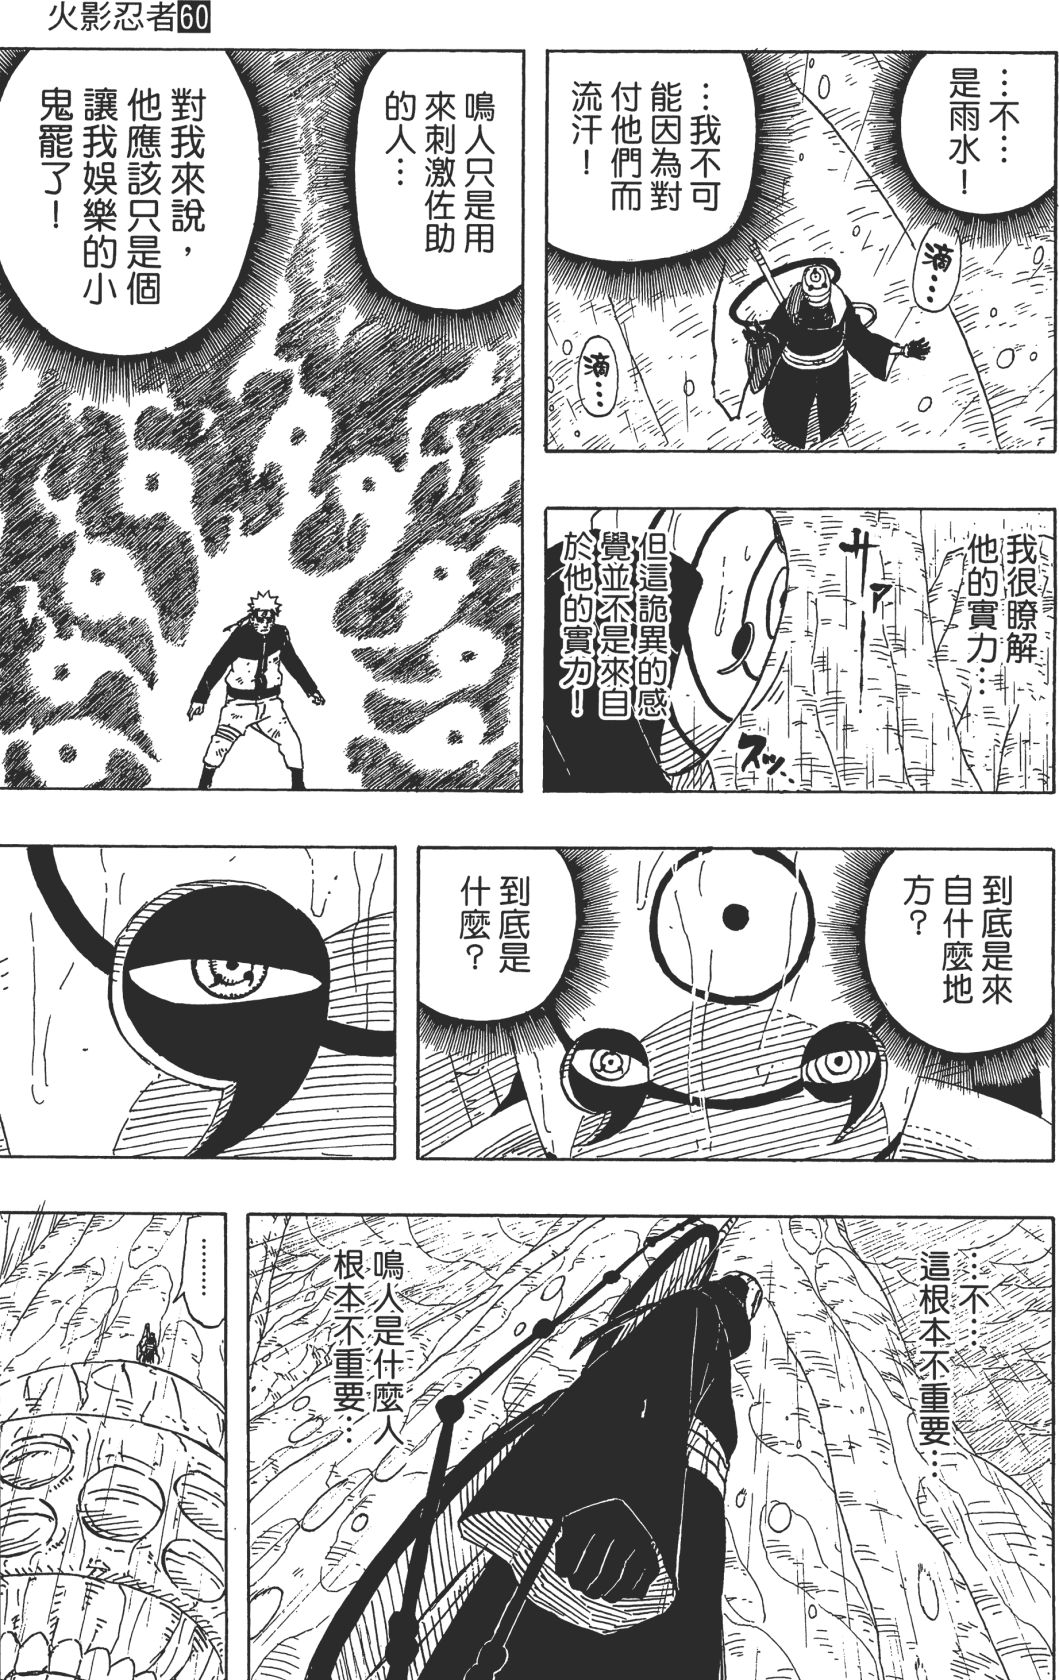 火影忍者60
…不…
是雨水！
…我不可
能因為對
付他們而
流汗！
滴…
滴…
我很瞭解
他的實力…
サァー
スッ…
但這詭異的感
覺並不是來自
於他的實力！
鳴人只是用
來刺激佐助
的人…
對我來說，
他應該只是個
讓我娛樂的小
鬼罷了！
到底是來
自什麼地
方？
到底是
什麼？
…不…
這根本不重要…
鳴人是什麼人
根本不重要…
………